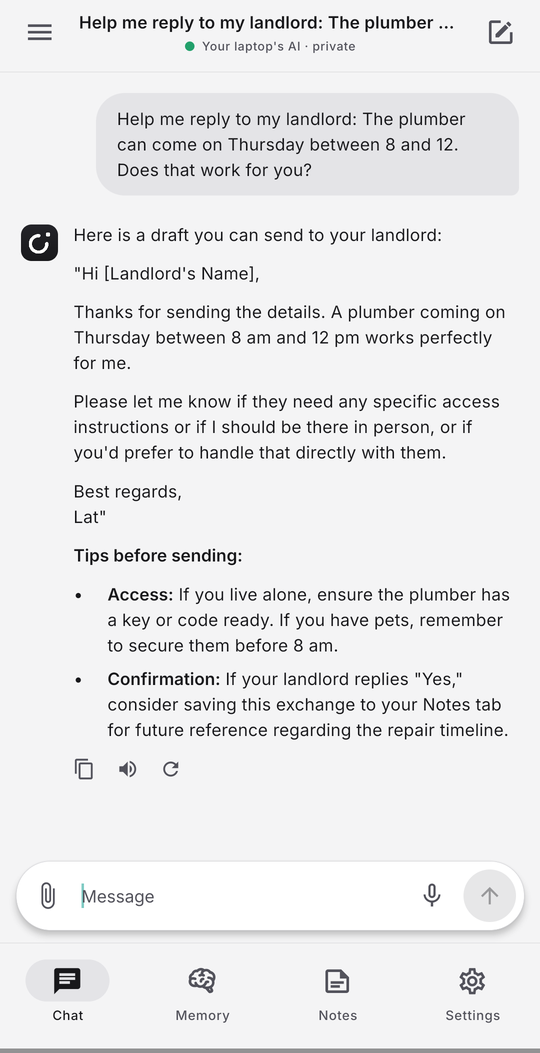 Help me reply to my landlord: The plumber ...
Your laptop's AI · private
Help me reply to my landlord: The plumber
can come on Thursday between 8 and 12.
Does that work for you?
Here is a draft you can send to your landlord:
"Hi [Landlord's Name],
Thanks for sending the details. A plumber coming on
Thursday between 8 am and 12 pm works perfectly
for me.
Please let me know if they need any specific access
instructions or if I should be there in person, or if
you'd prefer to handle that directly with them.
Best regards,
Lat"
Tips before sending:
• Access: If you live alone, ensure the plumber has
a key or code ready. If you have pets, remember
to secure them before 8 am.
• Confirmation: If your landlord replies "Yes,"
consider saving this exchange to your Notes tab
for future reference regarding the repair timeline.
Message
Chat
Memory
Notes
Settings